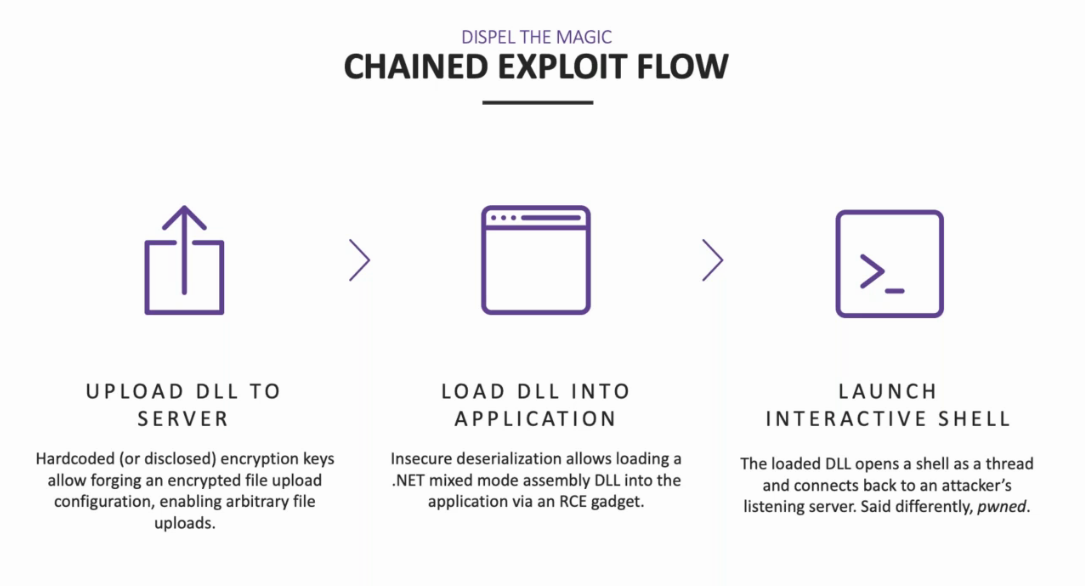 DISPEL THE MAGIC
CHAINED EXPLOIT FLOW
UPLOAD DLL TO
SERVER
Hardcoded (or disclosed) encryption keys
allow forging an encrypted file upload
configuration, enabling arbitrary file
uploads.
LOAD DLL INTO
APPLICATION
Insecure deserialization allows loading a
.NET mixed mode assembly DLL into the
application via an RCE gadget.
LAUNCH
INTERACTIVE SHELL
The loaded DLL opens a shell as a thread
and connects back to an attacker’s
listening server. Said differently, pwned.